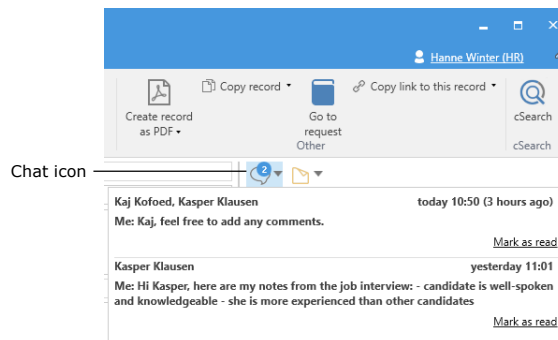 Hanne Winter (HR)
Copy record
Copy link to this record
Create record
as PDF
Go to
request
cSearch
Other
cSearch
Chat icon
2
Kaj Kofoed, Kasper Klausen
today 10:50 (3 hours ago)
Me: Kaj, feel free to add any comments.
Mark as read
Kasper Klausen
yesterday 11:01
Me: Hi Kasper, here are my notes from the job interview: - candidate is well-spoken
and knowledgeable - she is more experienced than other candidates
Mark as read